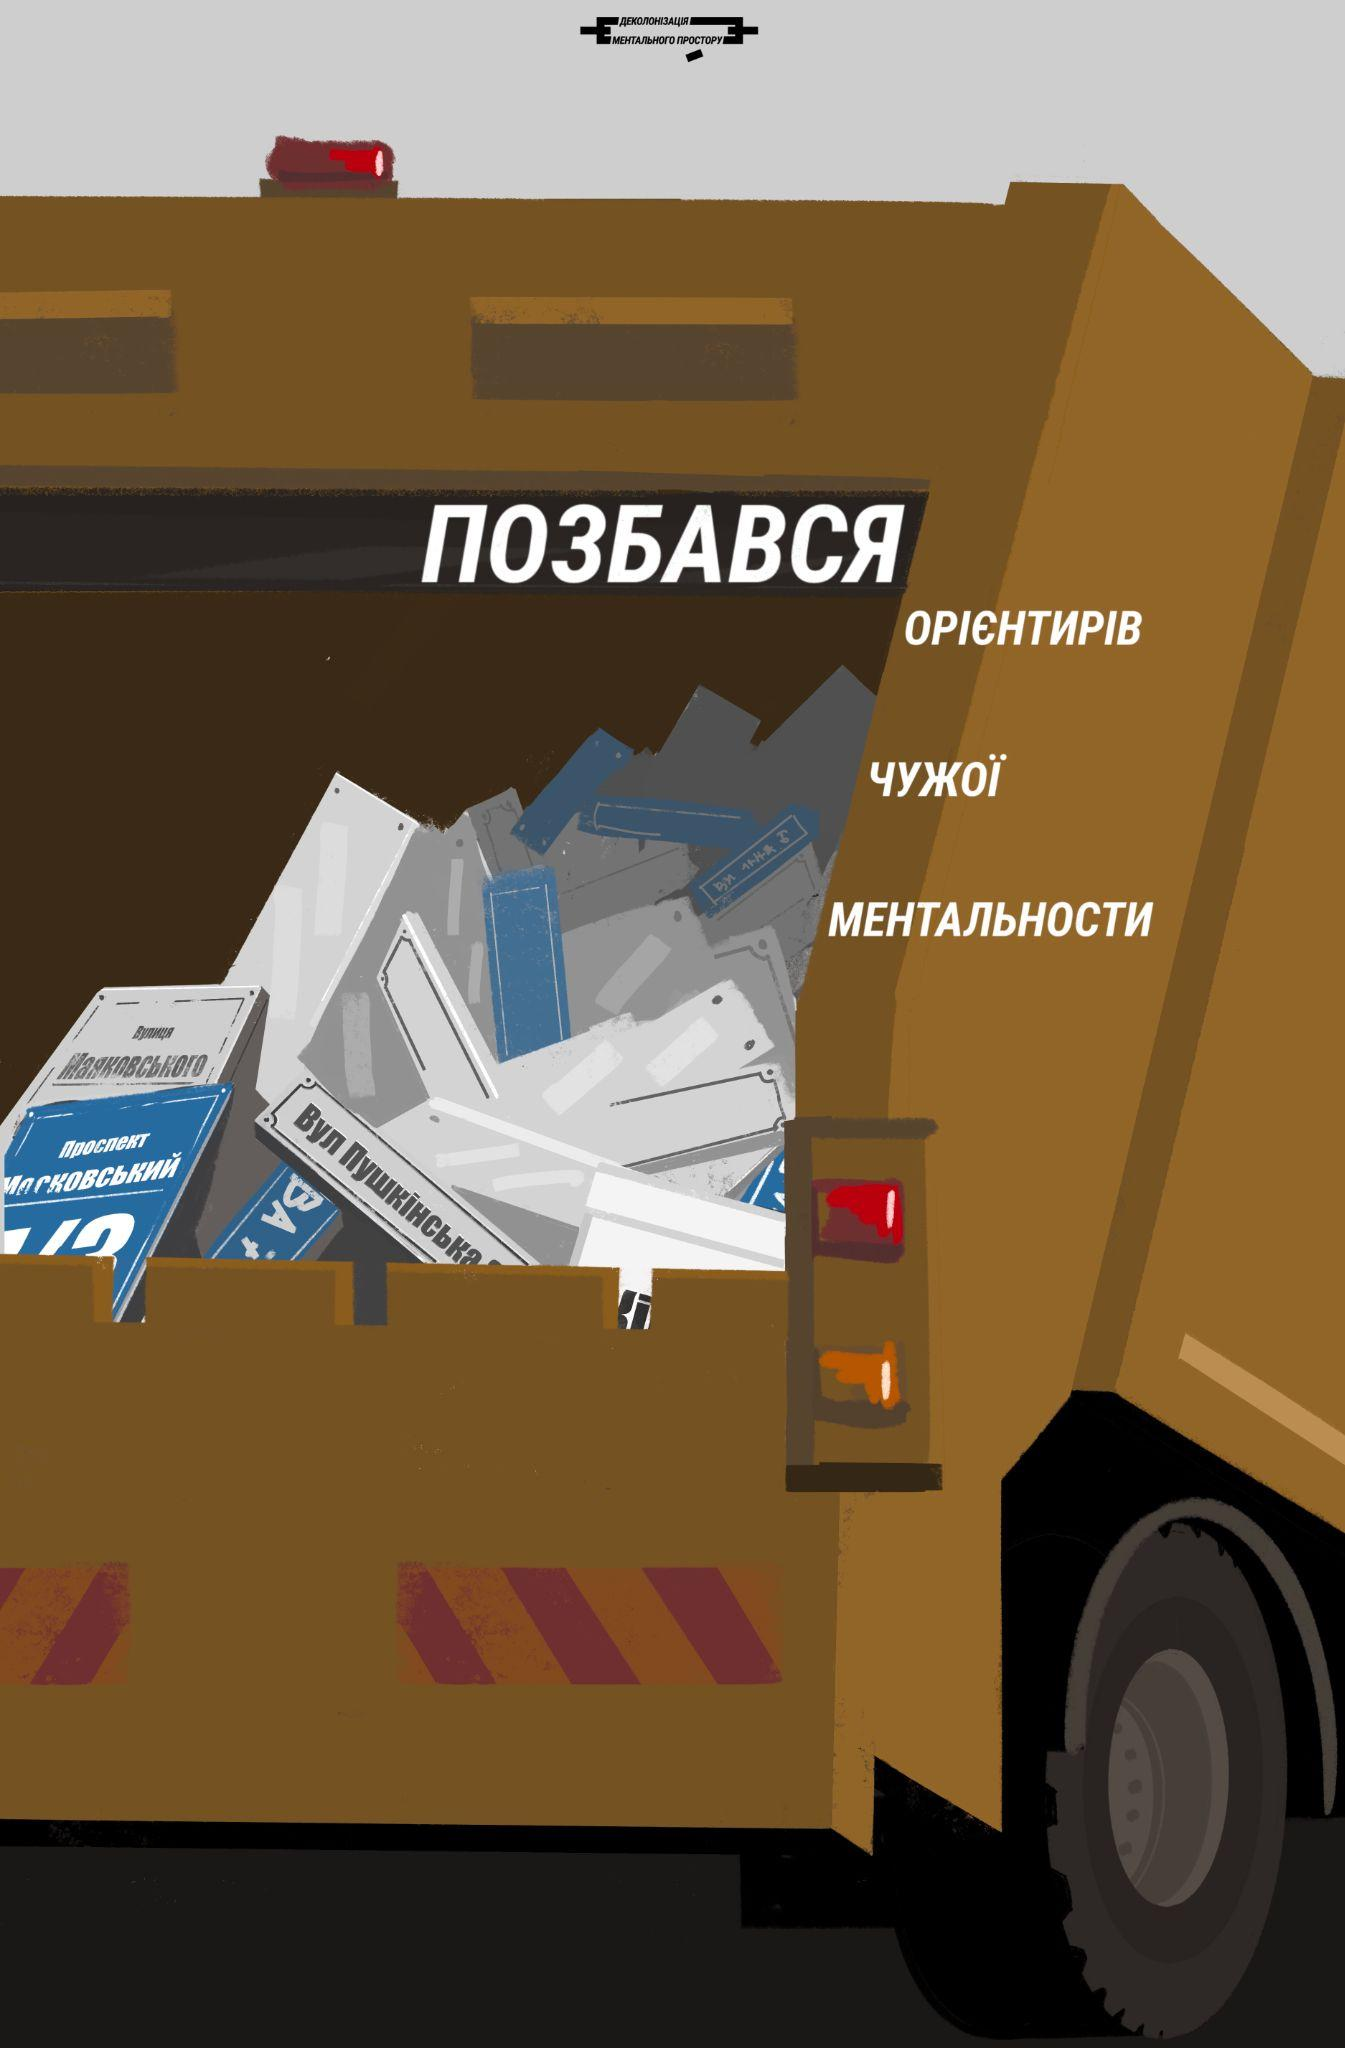 ДЕКОЛОНІЗАЦІЯ
МЕНТАЛЬНОГО ПРОСТОРУ
ПОЗБАВСЯ
ОРІЄНТИРІВ
ЧУЖОЇ
МЕНТАЛЬНОСТИ
Вулиця
Маяковського
Проспект
Московський
Вул Пушкінська